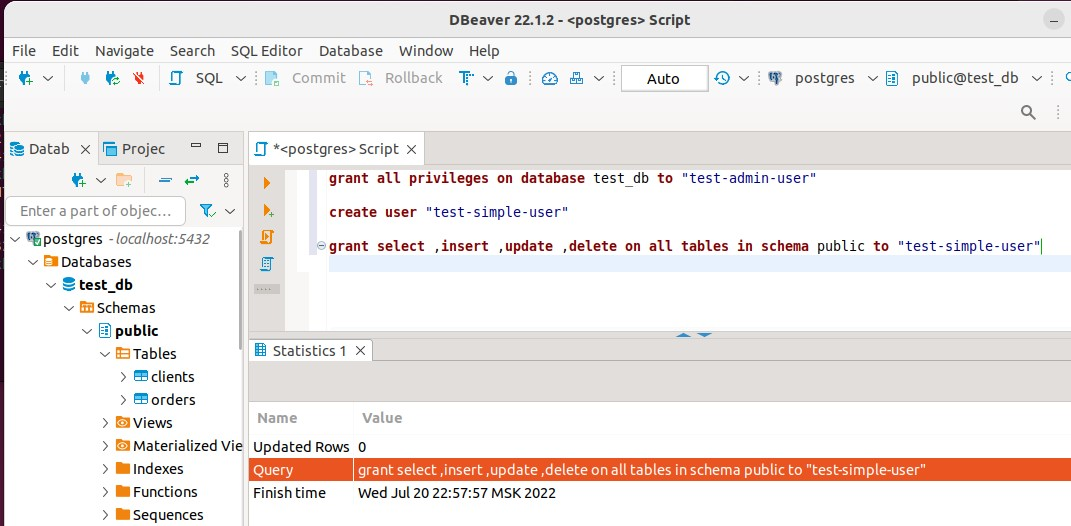 DBeaver 22.1.2 - <postgres> Script
File Edit Navigate Search SQL Editor Database Window Help
SQL Commit Rollback Auto postgres public@test_db
Datab Projec *<postgres> Script
Enter a part of objec...
grant all privileges on database test_db to "test-admin-user"
create user "test-simple-user"
grant select ,insert ,update ,delete on all tables in schema public to "test-simple-user"
postgres - localhost:5432
Databases
test_db
Schemas
public
Tables
clients
orders
Views
Materialized Vie
Indexes
Functions
Sequences
Statistics 1
Name Value
Updated Rows 0
Query grant select ,insert ,update ,delete on all tables in schema public to "test-simple-user"
Finish time Wed Jul 20 22:57:57 MSK 2022